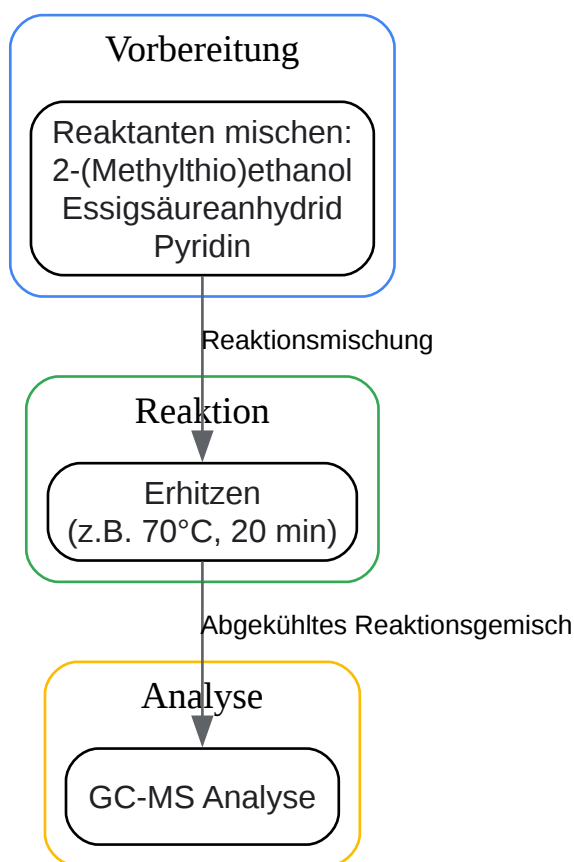 Vorbereitung
Reaktanten mischen:
2-(Methylthio)ethanol
Essigsäureanhydrid
Pyridin
Reaktionsmischung
Reaktion
Erhitzen
(z.B. 70°C, 20 min)
Abgekühltes Reaktionsgemisch
Analyse
GC-MS Analyse